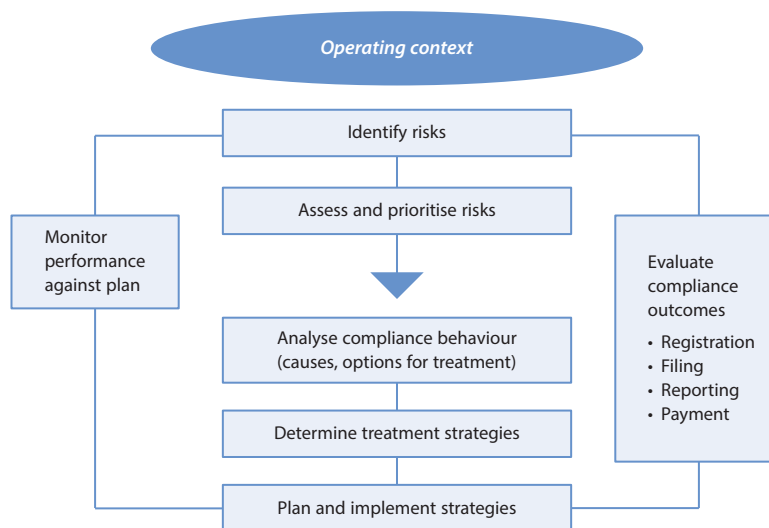 Operating context
Identify risks
Assess and prioritise risks
Monitor
performance
against plan
Evaluate
compliance
outcomes
• Registration
• Filing
• Reporting
• Payment
Analyse compliance behaviour
(causes, options for treatment)
Determine treatment strategies
Plan and implement strategies